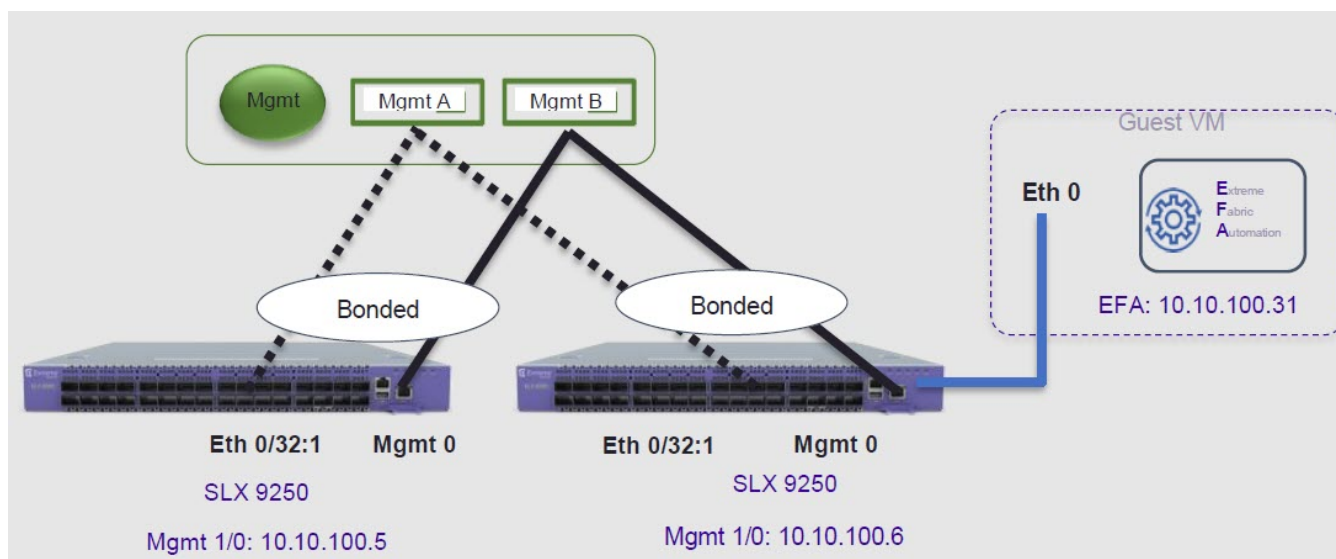 Mgmt
Mgmt A
Mgmt B
Guest VM
Eth 0
Extreme
Fabric
Automation
EFA: 10.10.100.31
Bonded
Bonded
Eth 0/32:1
Mgmt 0
Eth 0/32:1
Mgmt 0
SLX 9250
SLX 9250
Mgmt 1/0: 10.10.100.5
Mgmt 1/0: 10.10.100.6